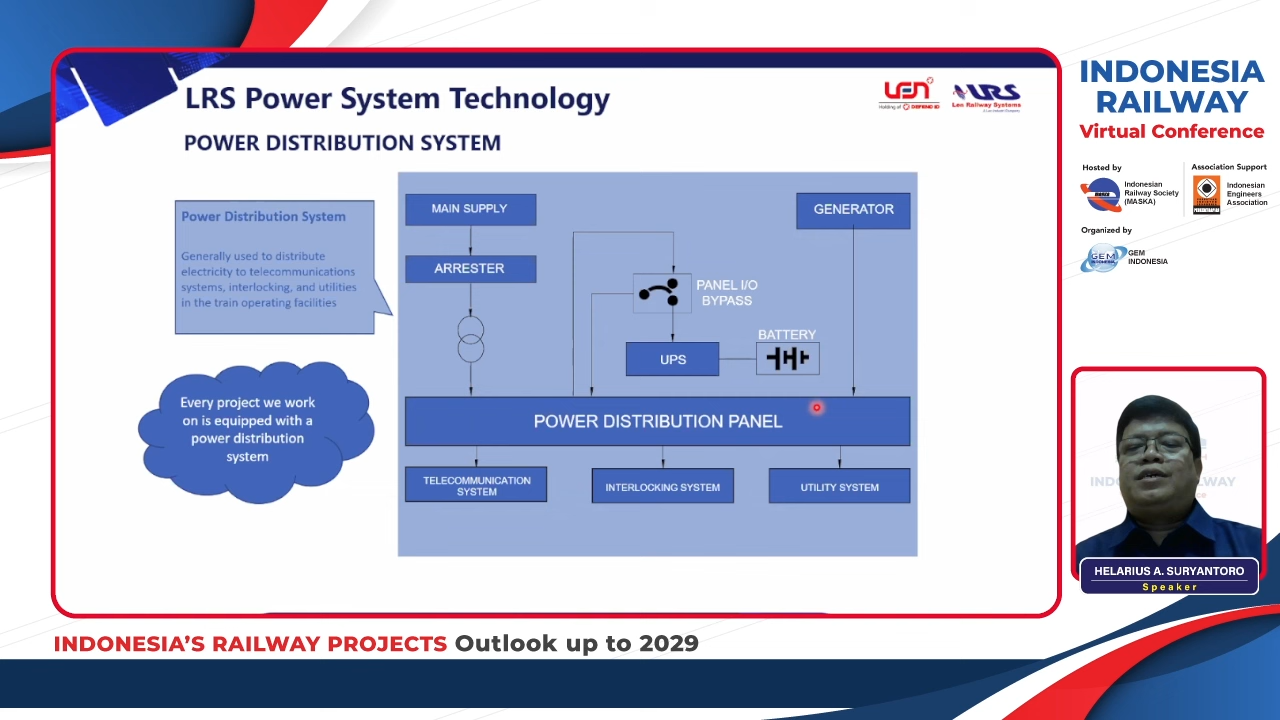 LRS Power System Technology
POWER DISTRIBUTION SYSTEM
Len
Holding of DEFEND ID
LRS
Len Railway Systems
Power Distribution System
Generally used to distribute
electricity to telecommunications
systems, interlocking, and utilities
in the train operating facilities
Every project we work
on is equipped with a
power distribution
system
MAIN SUPPLY
GENERATOR
ARRESTER
PANEL I/O
BYPASS
BATTERY
UPS
POWER DISTRIBUTION PANEL
TELECOMMUNICATION
SYSTEM
INTERLOCKING SYSTEM
UTILITY SYSTEM
INDONESIA
RAILWAY
Virtual Conference
Hosted by
Indonesian
Railway Society
(MASKA)
Association Support
Indonesian
Engineers
Association
Organized by
GEM
INDONESIA
HELARIUS A. SURYANTORO
Speaker
INDONESIA'S RAILWAY PROJECTS Outlook up to 2029